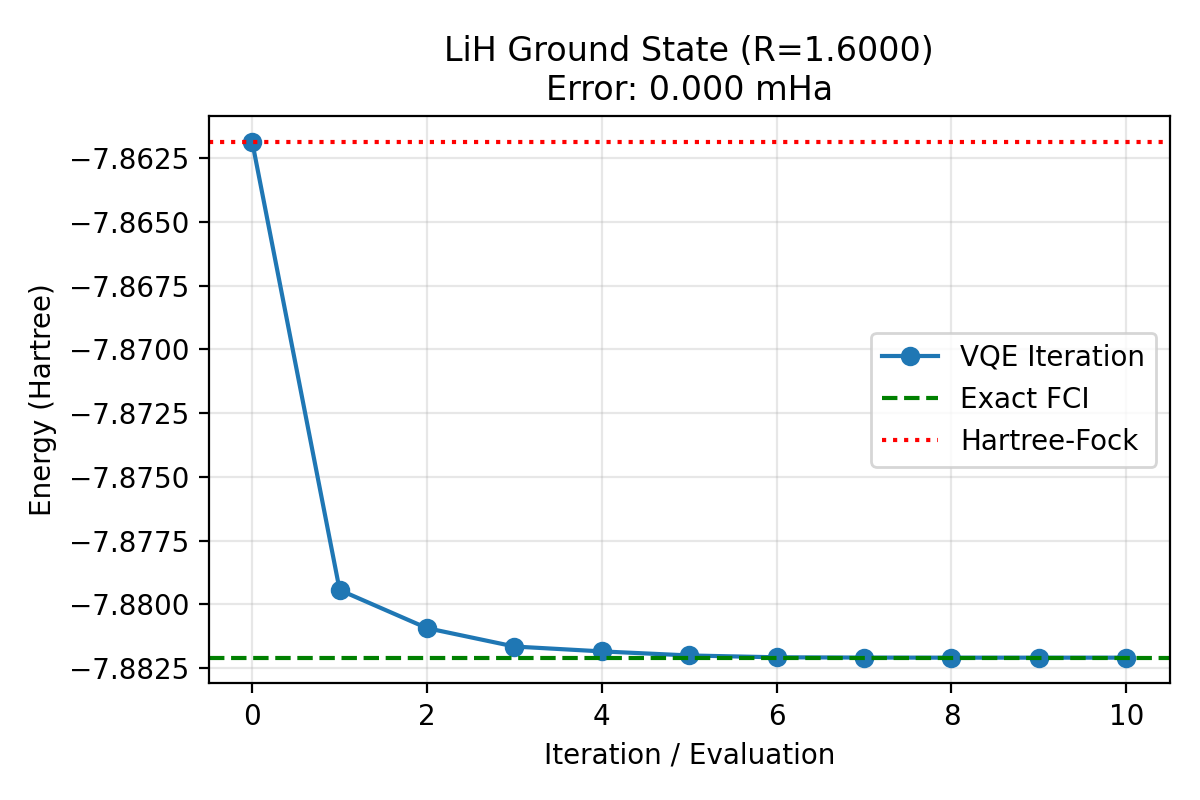 LiH Ground State (R=1.6000)
Error: 0.000 mHa
Energy (Hartree)
−7.8625
−7.8650
−7.8675
−7.8700
−7.8725
−7.8750
−7.8775
−7.8800
−7.8825
VQE Iteration
Exact FCI
Hartree-Fock
0 2 4 6 8 10
Iteration / Evaluation